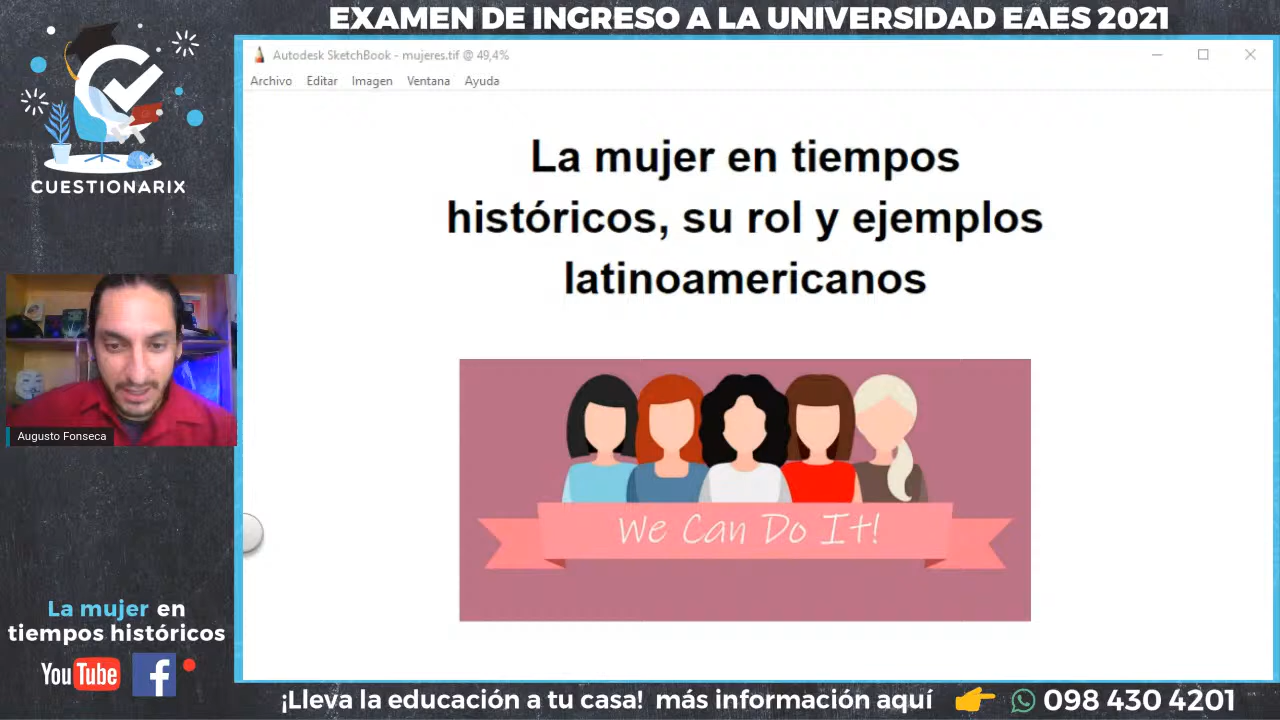 EXAMEN DE INGRESO A LA UNIVERSIDAD EAES 2021
CUESTIONARIX
Autodesk SketchBook - mujeres.tif @ 49,4%
Archivo Editar Imagen Ventana Ayuda
La mujer en tiempos
históricos, su rol y ejemplos
latinoamericanos
We Can Do It!
Augusto Fonseca
La mujer en
tiempos históricos
YouTube f
¡Lleva la educación a tu casa! más información aquí 098 430 4201